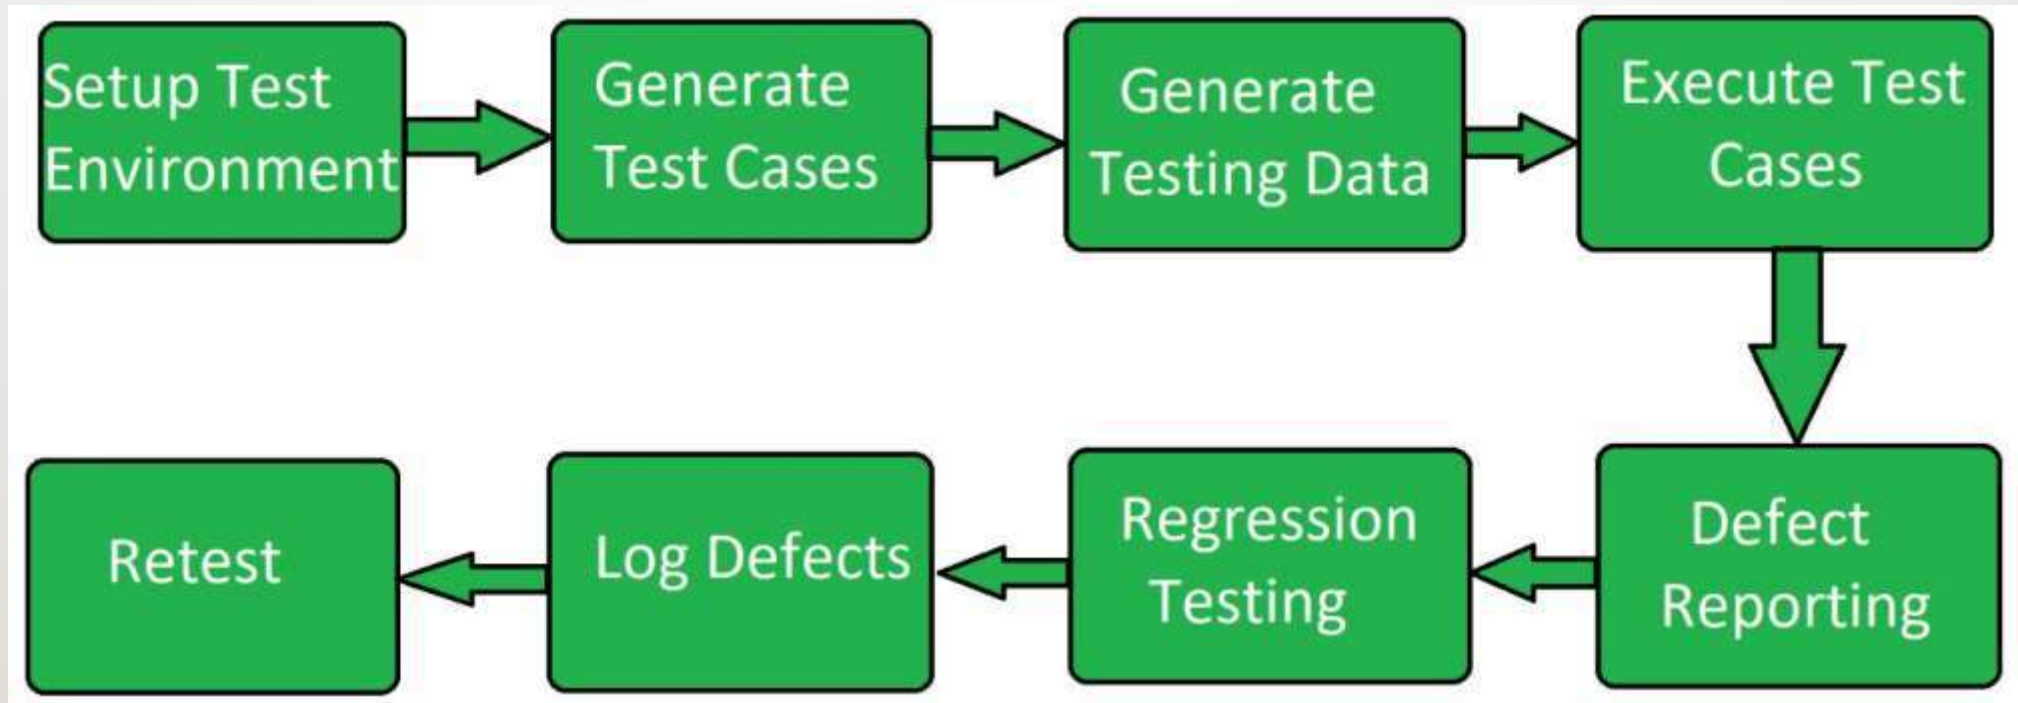 Setup Test
Environment
Generate
Test Cases
Generate
Testing Data
Execute Test
Cases
Defect
Reporting
Regression
Testing
Log Defects
Retest